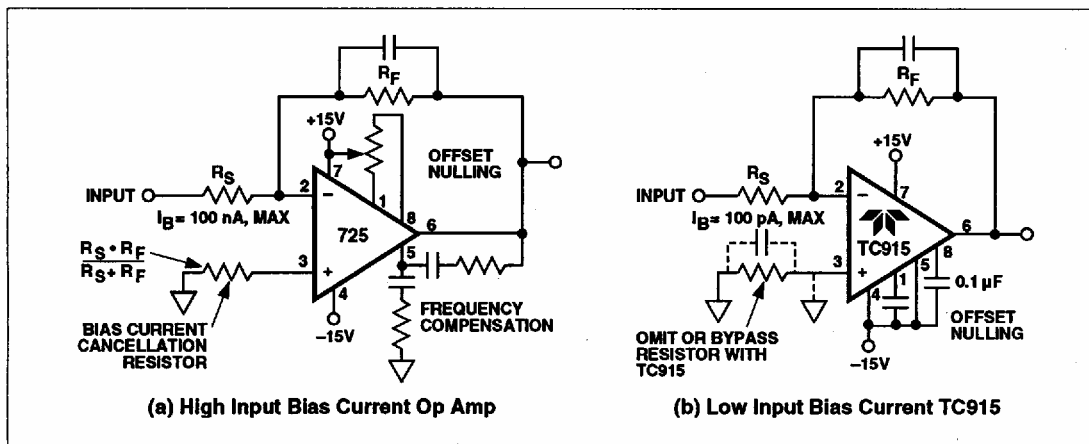 R_F
+15V
7
OFFSET
NULLING
R_S
INPUT
2
−
1
I_B = 100 nA, MAX
8
725
6
R_S • R_F
R_S + R_F
3
+
5
4
FREQUENCY
COMPENSATION
BIAS CURRENT
CANCELLATION
RESISTOR
−15V
(a) High Input Bias Current Op Amp
R_F
+15V
R_S
7
INPUT
2
−
I_B = 100 pA, MAX
6
TC915
8
3
+
5
0.1 µF
1
4
OFFSET
NULLING
OMIT OR BYPASS
RESISTOR WITH
TC915
−15V
(b) Low Input Bias Current TC915